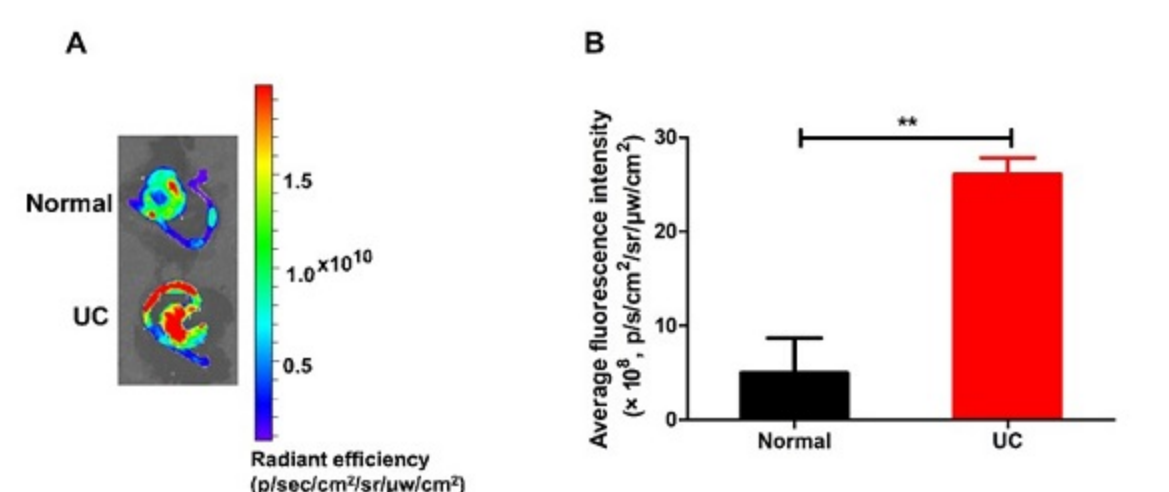 A
Normal
UC
1.5
1.0 ×10¹⁰
0.5
Radiant efficiency
(p/sec/cm²/sr/μw/cm²)
B
Average fluorescence intensity
(× 10⁸, p/s/cm²/sr/μw/cm²)
30
20
10
0
**
Normal
UC